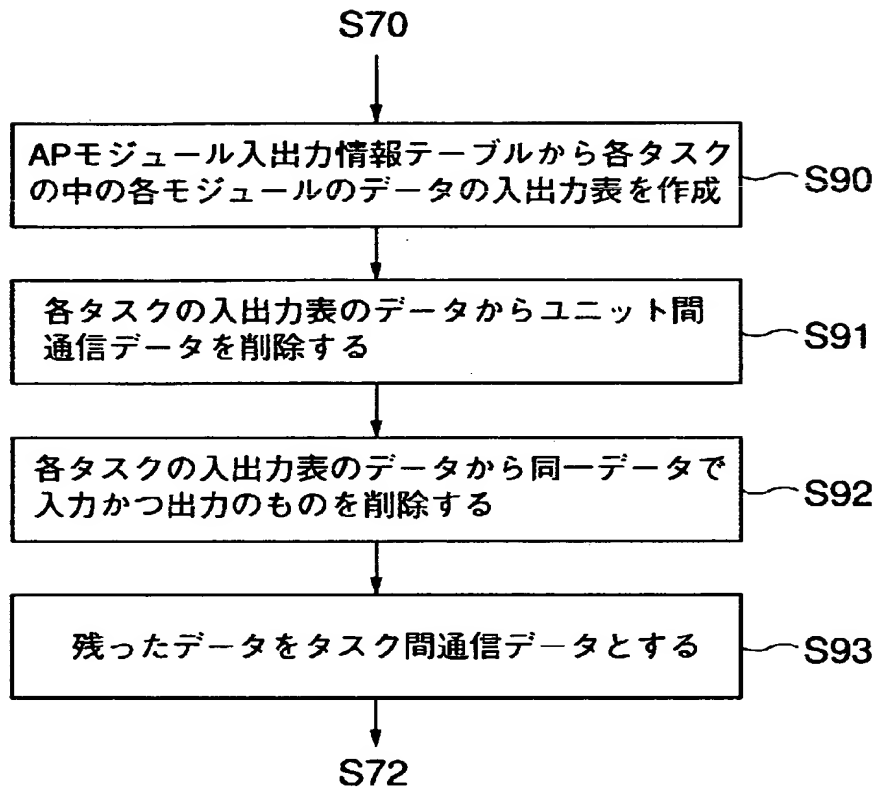 S70
APモジュール入出力情報テーブルから各タスク
の中の各モジュールのデータの入出力表を作成
S90
各タスクの入出力表のデータからユニット間
通信データを削除する
S91
各タスクの入出力表のデータから同一データで
入力かつ出力のものを削除する
S92
残ったデータをタスク間通信データとする
S93
S72